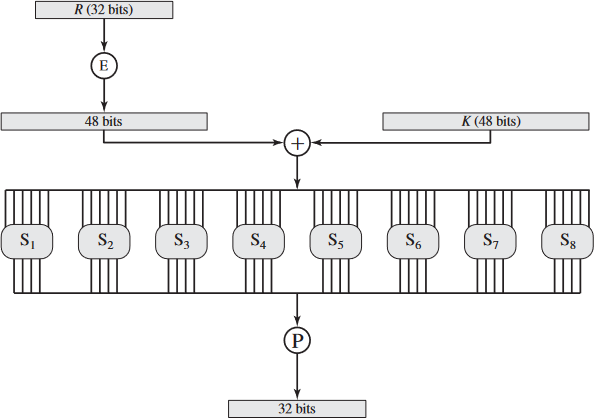 R (32 bits)
E
48 bits
K (48 bits)
+
S₁ S₂ S₃ S₄ S₅ S₆ S₇ S₈
P
32 bits